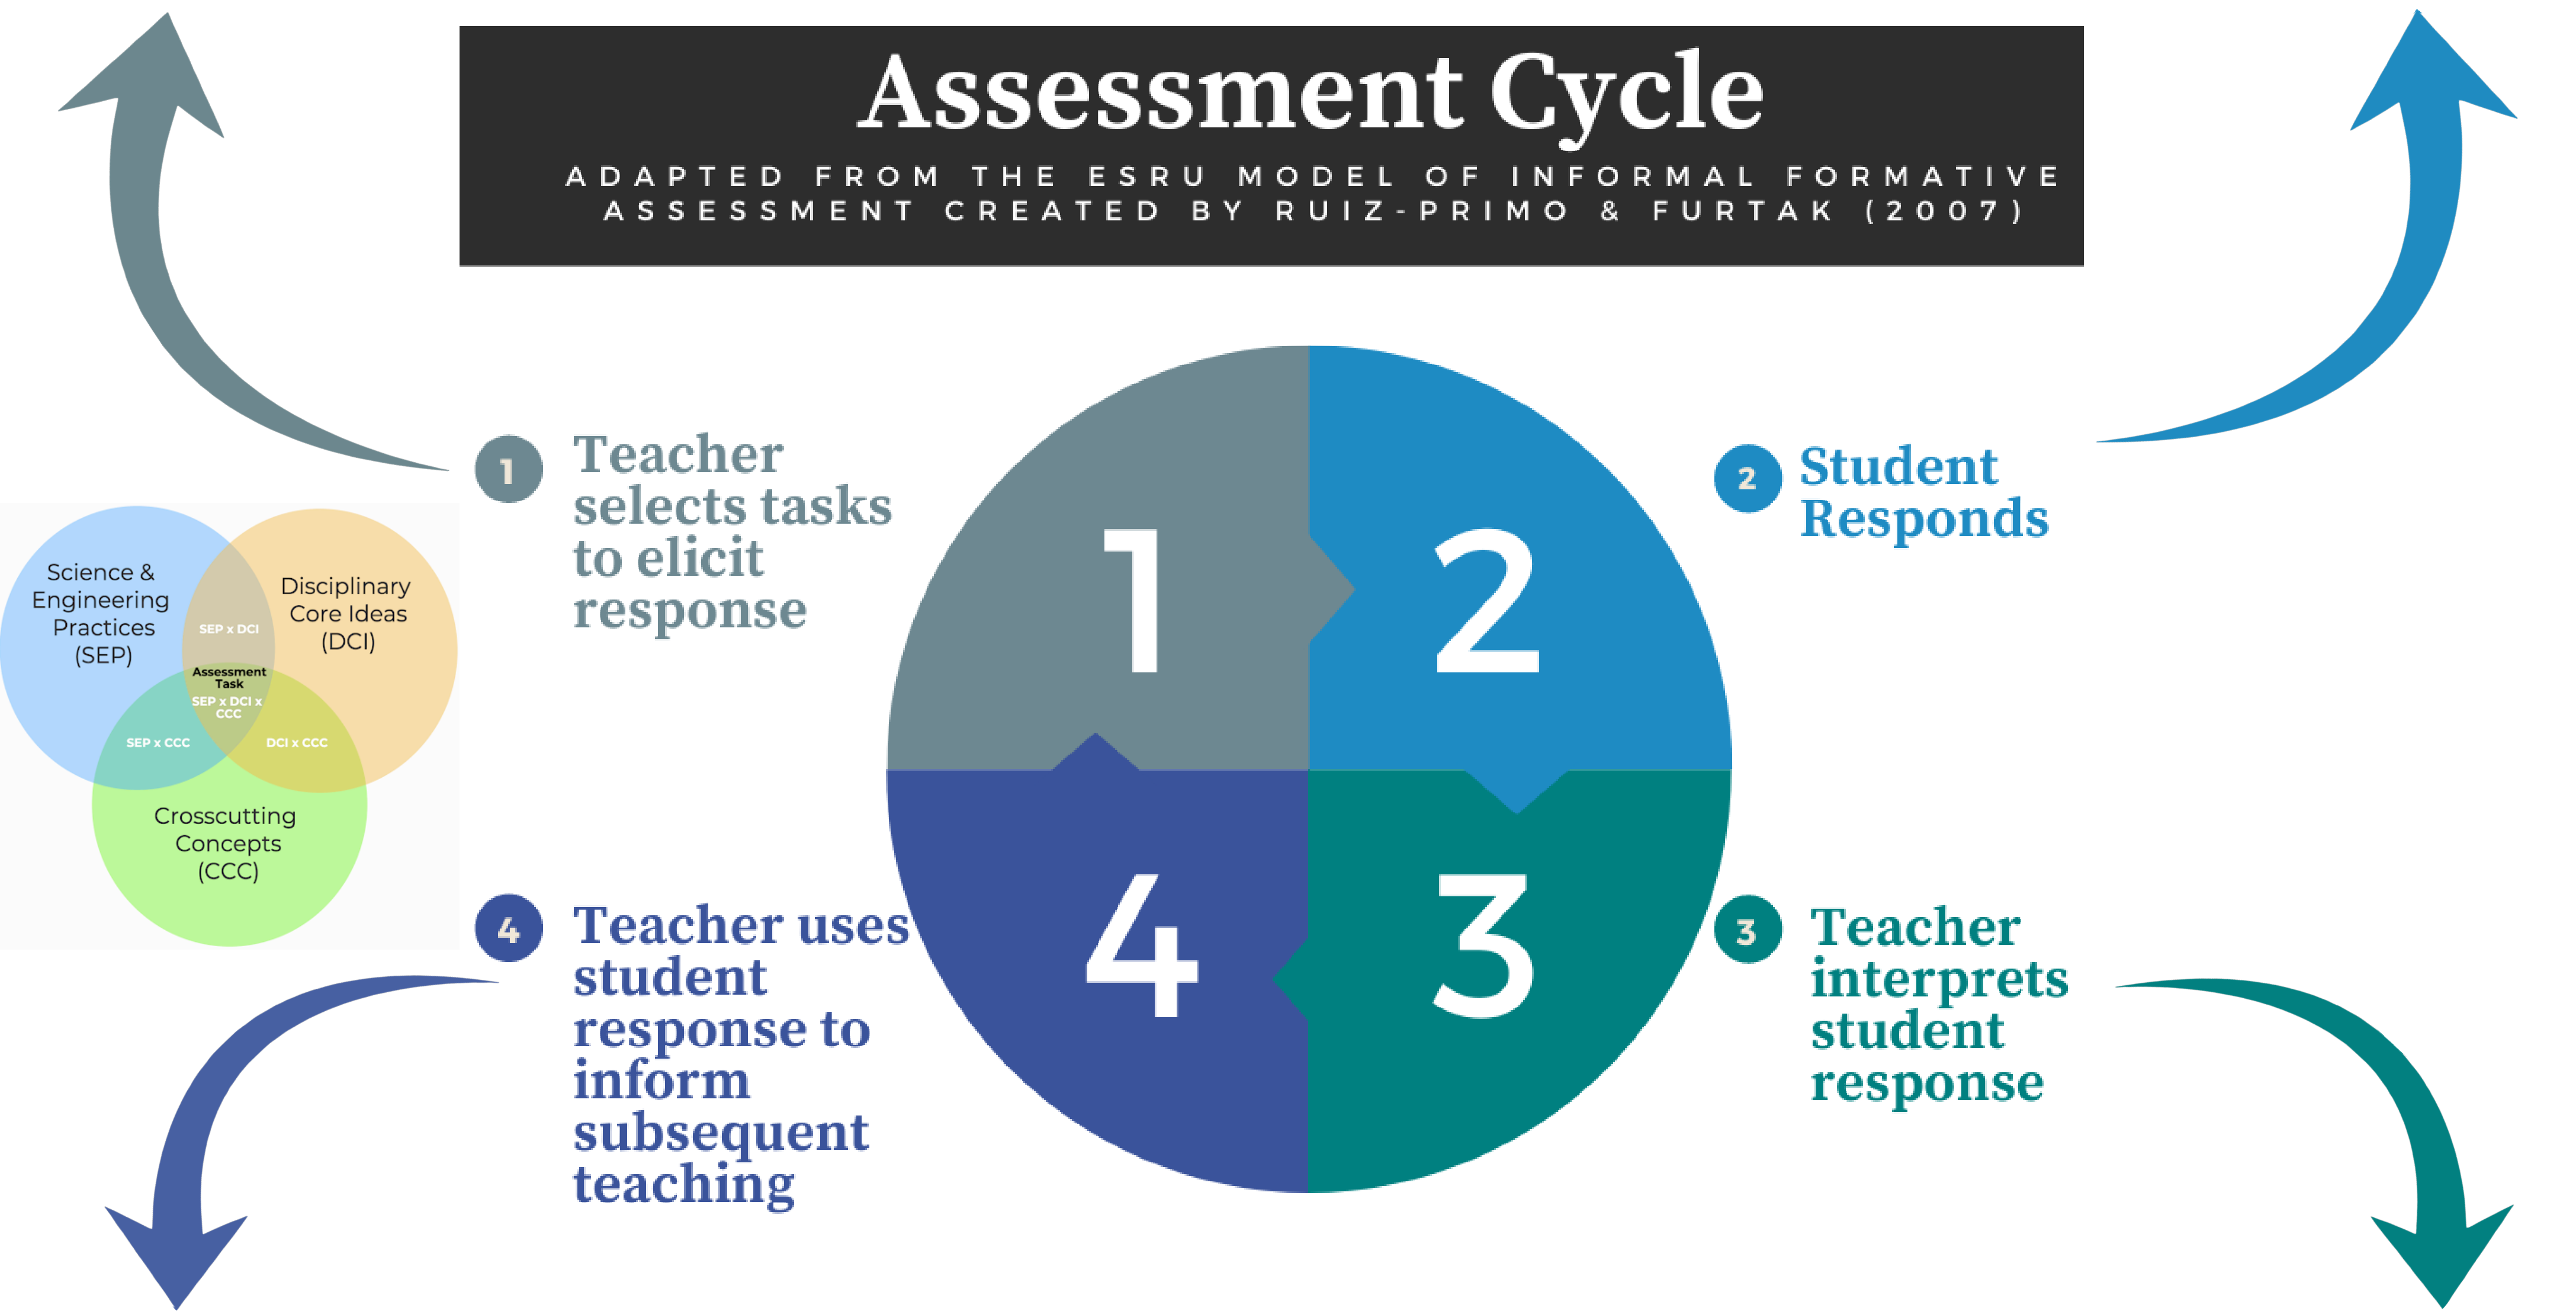 Assessment Cycle
ADAPTED FROM THE ESRU MODEL OF INFORMAL FORMATIVE
ASSESSMENT CREATED BY RUIZ-PRIMO & FURTAK (2007)
1
Teacher
selects tasks
to elicit
response
2
Student
Responds
1
2
4
3
Science &
Engineering
Practices
(SEP)
Disciplinary
Core Ideas
(DCI)
SEP x DCI
Assessment
Task
SEP x DCI x
CCC
SEP x CCC
DCI x CCC
Crosscutting
Concepts
(CCC)
4
Teacher uses
student
response to
inform
subsequent
teaching
3
Teacher
interprets
student
response